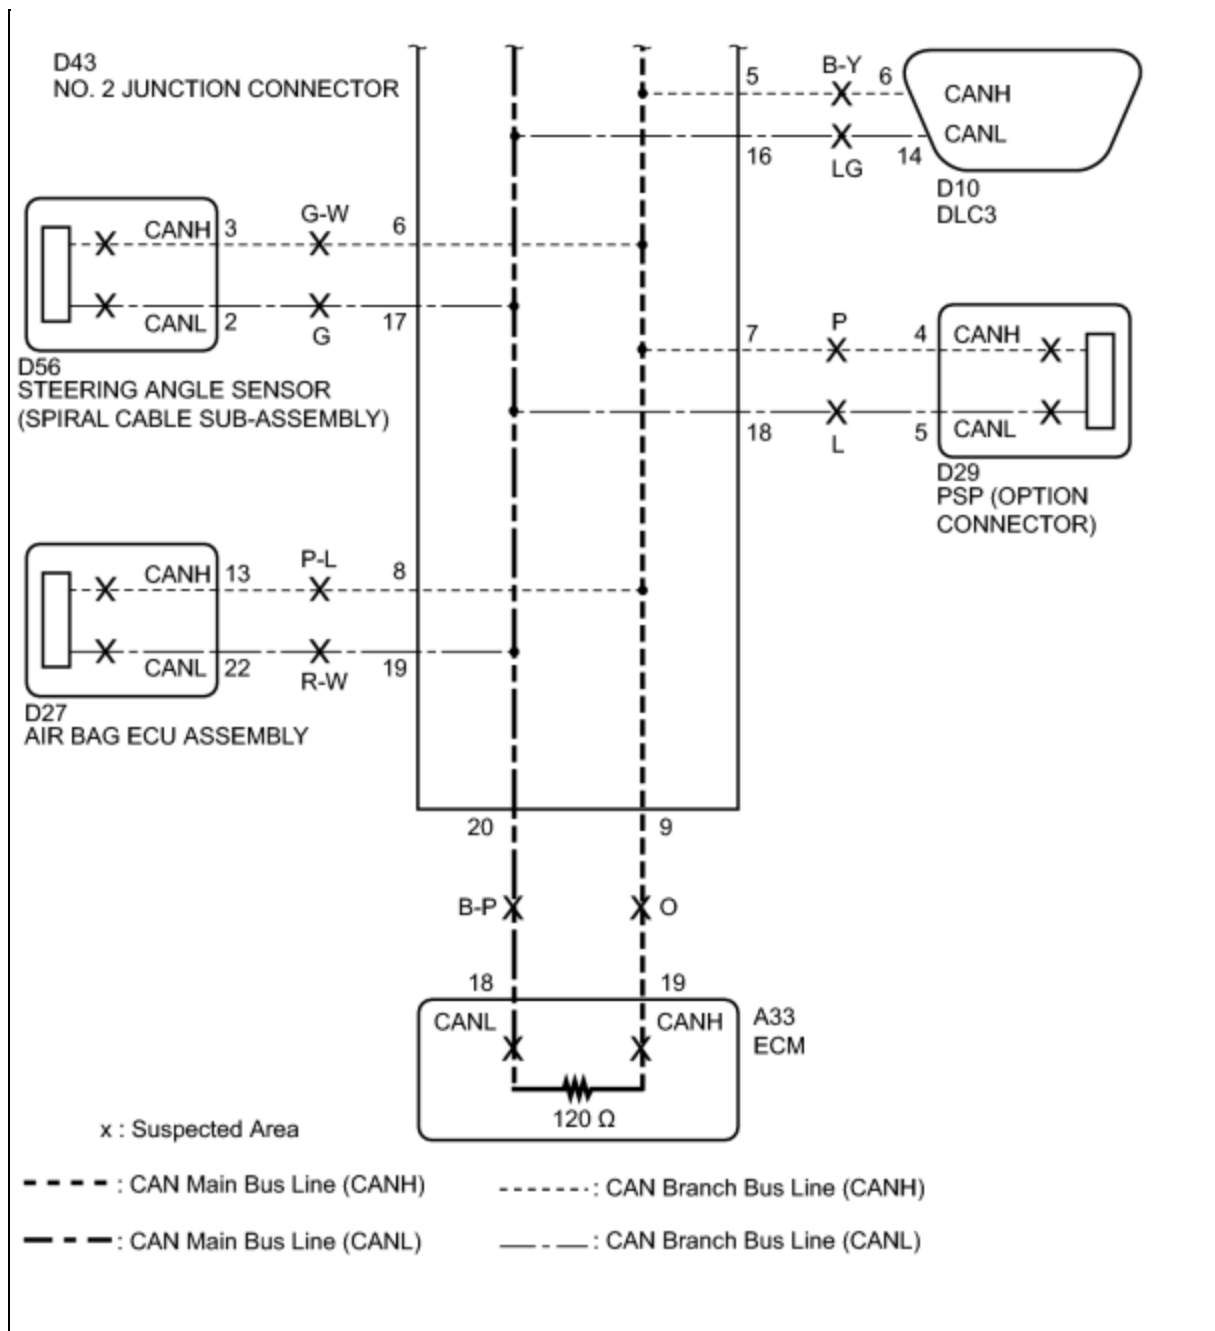 D43
NO. 2 JUNCTION CONNECTOR
5
B-Y
6
CANH
CANL
16
LG
14
D10
DLC3
CANH
3
G-W
6
CANL
2
G
17
D56
STEERING ANGLE SENSOR
(SPIRAL CABLE SUB-ASSEMBLY)
7
P
4
CANH
18
L
5
CANL
D29
PSP (OPTION
CONNECTOR)
CANH
13
P-L
8
CANL
22
R-W
19
D27
AIR BAG ECU ASSEMBLY
20
9
B-P
O
18
19
CANL
CANH
A33
ECM
120 Ω
x : Suspected Area
: CAN Main Bus Line (CANH)
: CAN Branch Bus Line (CANH)
: CAN Main Bus Line (CANL)
: CAN Branch Bus Line (CANL)